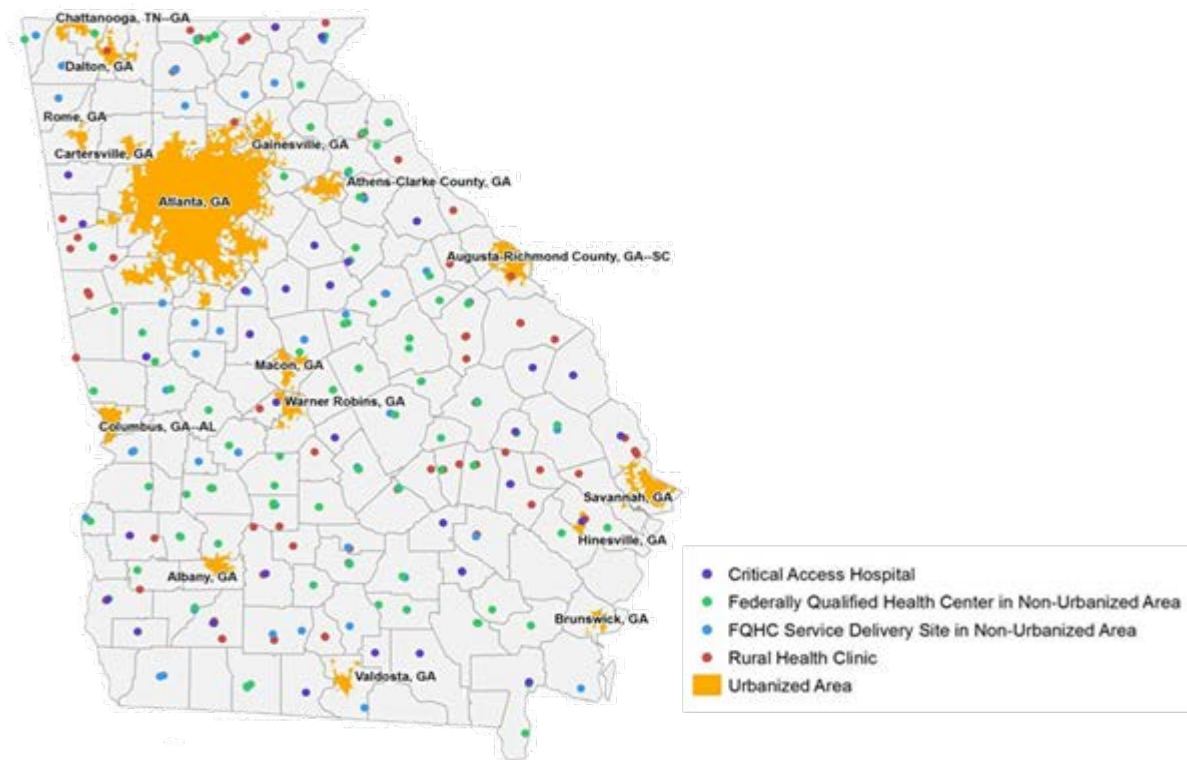 Chattanooga, TN--GA
Dalton, GA
Rome, GA
Cartersville, GA
Gainesville, GA
Athens-Clarke County, GA
Atlanta, GA
Augusta-Richmond County, GA--SC
Macon, GA
Warner Robins, GA
Columbus, GA--AL
Savannah, GA
Hinesville, GA
Albany, GA
Brunswick, GA
Valdosta, GA
Critical Access Hospital
Federally Qualified Health Center in Non-Urbanized Area
FQHC Service Delivery Site in Non-Urbanized Area
Rural Health Clinic
Urbanized Area